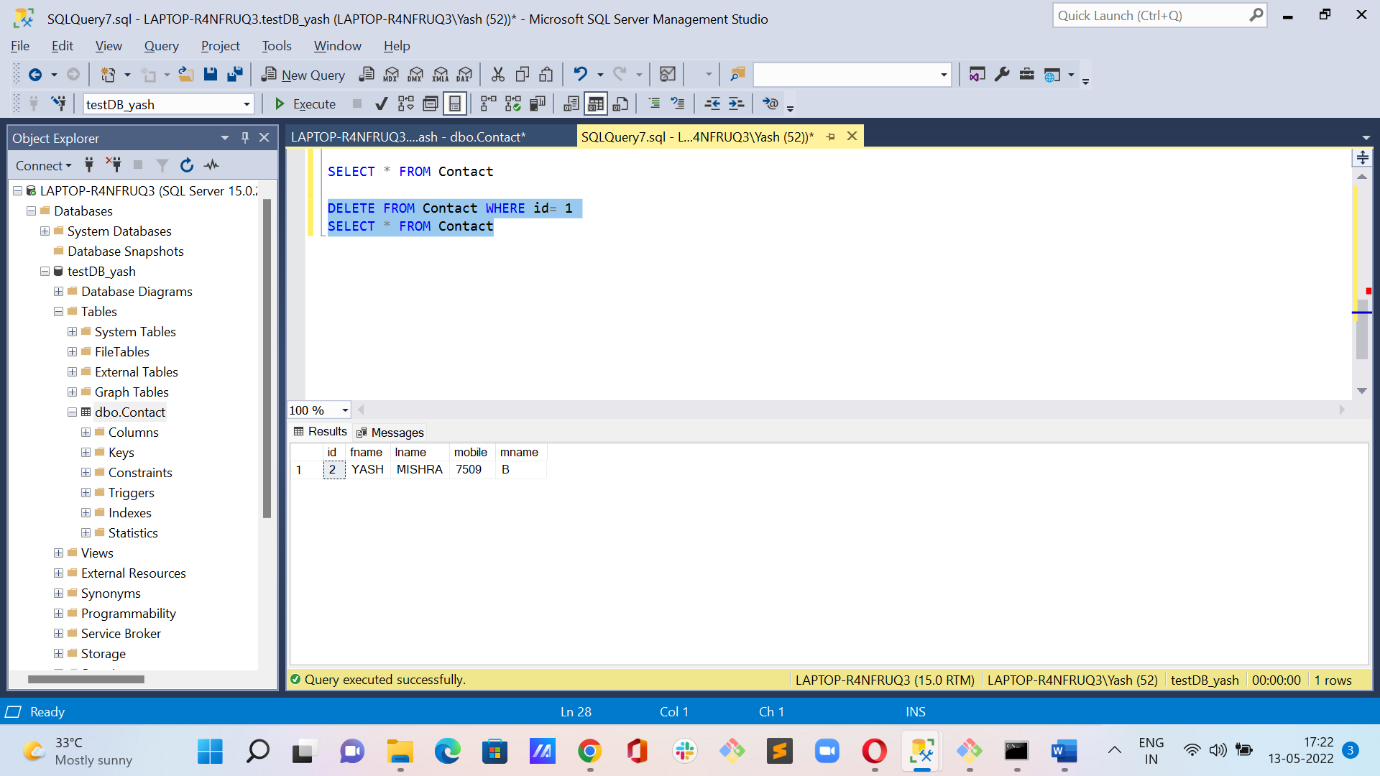 SQLQuery7.sql - LAPTOP-R4NFRUQ3.testDB_yash (LAPTOP-R4NFRUQ3\Yash (52))* - Microsoft SQL Server Management Studio
Quick Launch (Ctrl+Q)
File Edit View Query Project Tools Window Help
New Query MDX DMX XMLA DAX
testDB_yash Execute
Object Explorer
LAPTOP-R4NFRUQ3....ash - dbo.Contact* SQLQuery7.sql - L...4NFRUQ3\Yash (52))*
Connect
LAPTOP-R4NFRUQ3 (SQL Server 15.0.
Databases
System Databases
Database Snapshots
testDB_yash
Database Diagrams
Tables
System Tables
FileTables
External Tables
Graph Tables
dbo.Contact
Columns
Keys
Constraints
Triggers
Indexes
Statistics
Views
External Resources
Synonyms
Programmability
Service Broker
Storage
SELECT * FROM Contact
DELETE FROM Contact WHERE id= 1
SELECT * FROM Contact
100 %
Results Messages
id fname lname mobile mname
1 2 YASH MISHRA 7509 B
Query executed successfully. LAPTOP-R4NFRUQ3 (15.0 RTM) LAPTOP-R4NFRUQ3\Yash (52) testDB_yash 00:00:00 1 rows
Ready Ln 28 Col 1 Ch 1 INS
33°C
Mostly sunny
ENG
IN
17:22
13-05-2022
3